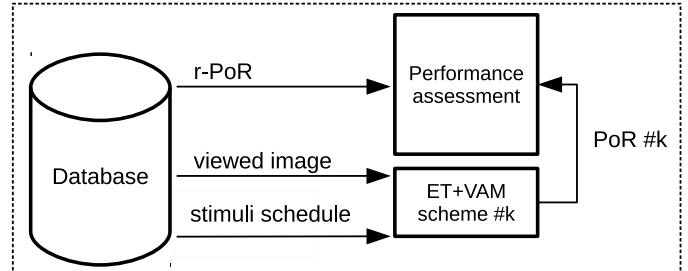 r-PoR
Performance
assessment
PoR #k
viewed image
Database
ET+VAM
scheme #k
stimuli schedule